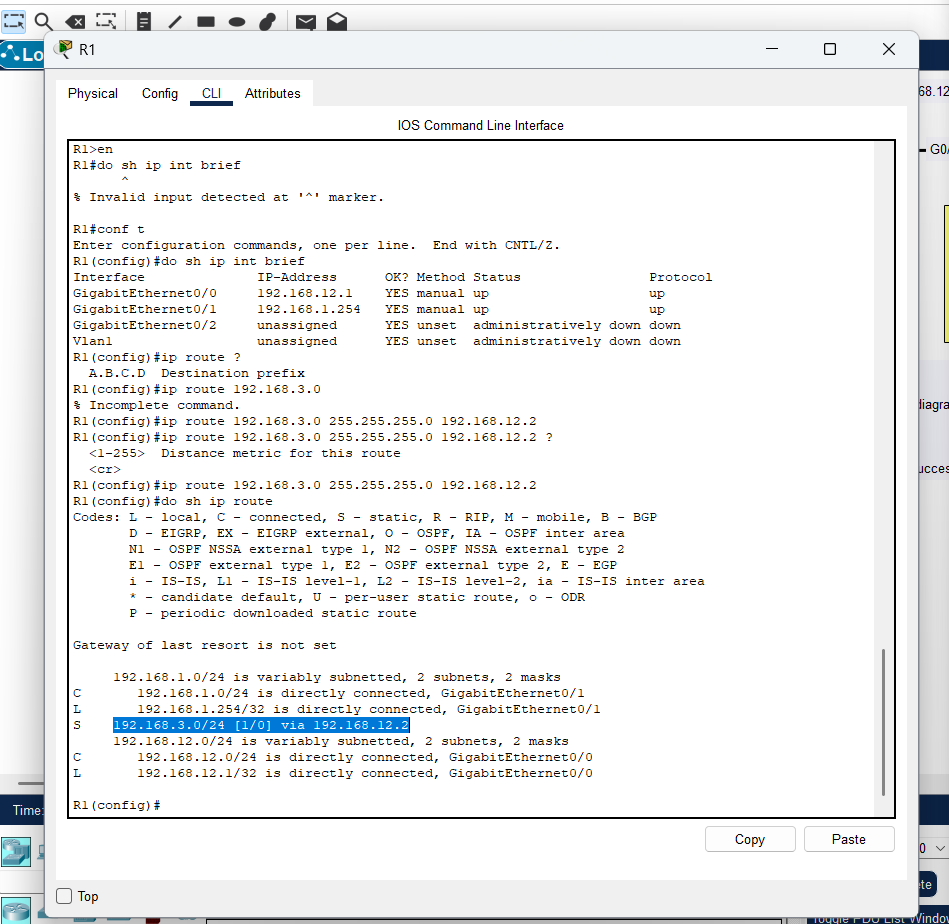 Lo
R1
Physical Config CLI Attributes
68.12
IOS Command Line Interface
G0/
R1>en
R1#do sh ip int brief
^
% Invalid input detected at '^' marker.
R1#conf t
Enter configuration commands, one per line. End with CNTL/Z.
R1(config)#do sh ip int brief
Interface IP-Address OK? Method Status Protocol
GigabitEthernet0/0 192.168.12.1 YES manual up up
GigabitEthernet0/1 192.168.1.254 YES manual up up
GigabitEthernet0/2 unassigned YES unset administratively down down
Vlan1 unassigned YES unset administratively down down
R1(config)#ip route ?
A.B.C.D Destination prefix
R1(config)#ip route 192.168.3.0
% Incomplete command.
R1(config)#ip route 192.168.3.0 255.255.255.0 192.168.12.2
R1(config)#ip route 192.168.3.0 255.255.255.0 192.168.12.2 ?
<1-255> Distance metric for this route
<cr>
R1(config)#ip route 192.168.3.0 255.255.255.0 192.168.12.2
R1(config)#do sh ip route
Codes: L - local, C - connected, S - static, R - RIP, M - mobile, B - BGP
D - EIGRP, EX - EIGRP external, O - OSPF, IA - OSPF inter area
N1 - OSPF NSSA external type 1, N2 - OSPF NSSA external type 2
E1 - OSPF external type 1, E2 - OSPF external type 2, E - EGP
i - IS-IS, L1 - IS-IS level-1, L2 - IS-IS level-2, ia - IS-IS inter area
* - candidate default, U - per-user static route, o - ODR
P - periodic downloaded static route
Gateway of last resort is not set
192.168.1.0/24 is variably subnetted, 2 subnets, 2 masks
C 192.168.1.0/24 is directly connected, GigabitEthernet0/1
L 192.168.1.254/32 is directly connected, GigabitEthernet0/1
S 192.168.3.0/24 [1/0] via 192.168.12.2
192.168.12.0/24 is variably subnetted, 2 subnets, 2 masks
C 192.168.12.0/24 is directly connected, GigabitEthernet0/0
L 192.168.12.1/32 is directly connected, GigabitEthernet0/0
R1(config)#
diagra
ucces
Time:
Copy Paste
0
ete
Top
Toggle PDU List Windo